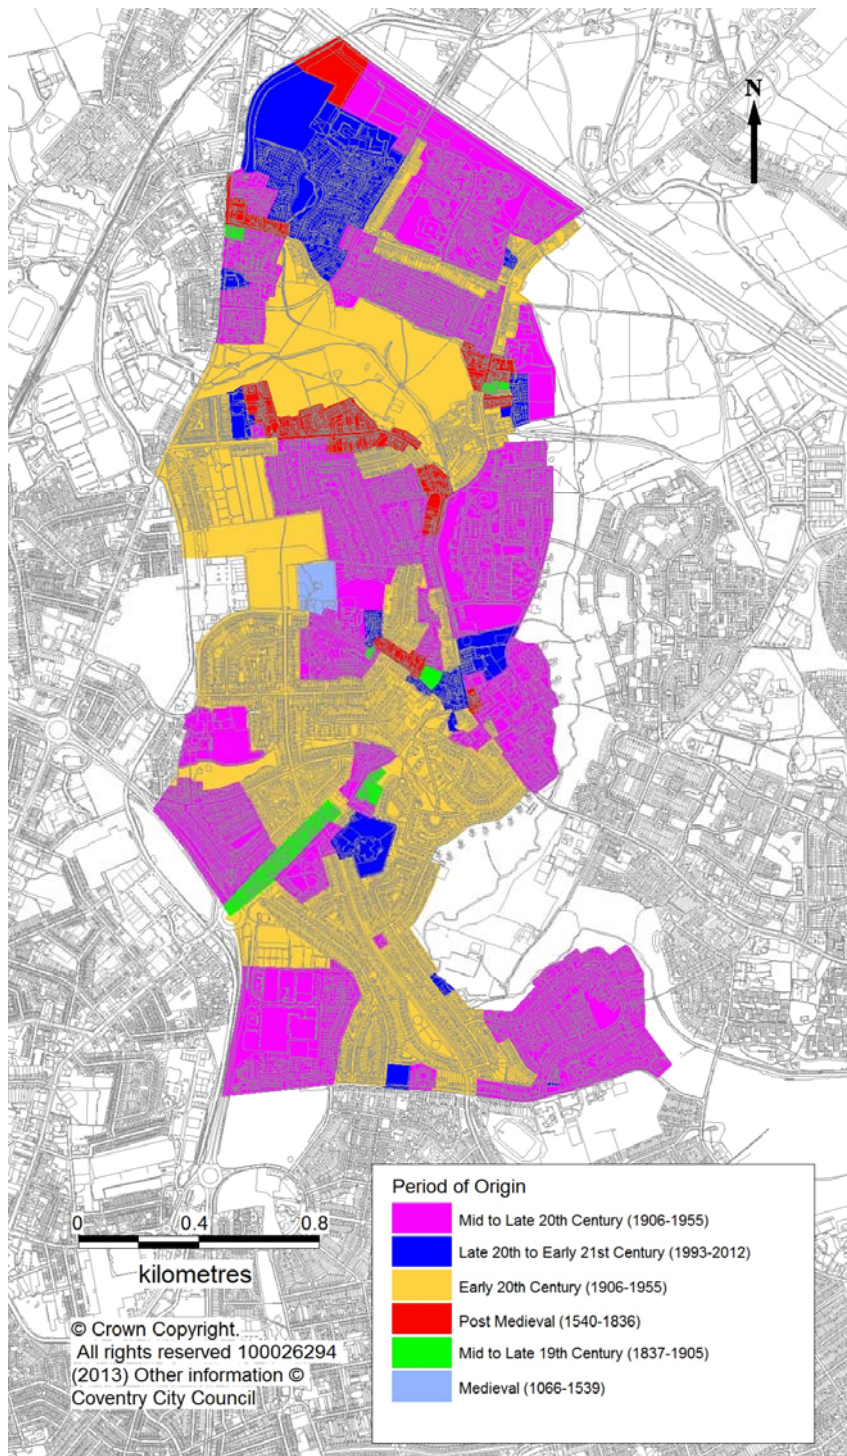 N
Period of Origin
Mid to Late 20th Century (1906-1955)
Late 20th to Early 21st Century (1993-2012)
Early 20th Century (1906-1955)
Post Medieval (1540-1836)
Mid to Late 19th Century (1837-1905)
Medieval (1066-1539)
0 0.4 0.8
kilometres
© Crown Copyright.
All rights reserved 100026294
(2013) Other information ©
Coventry City Council